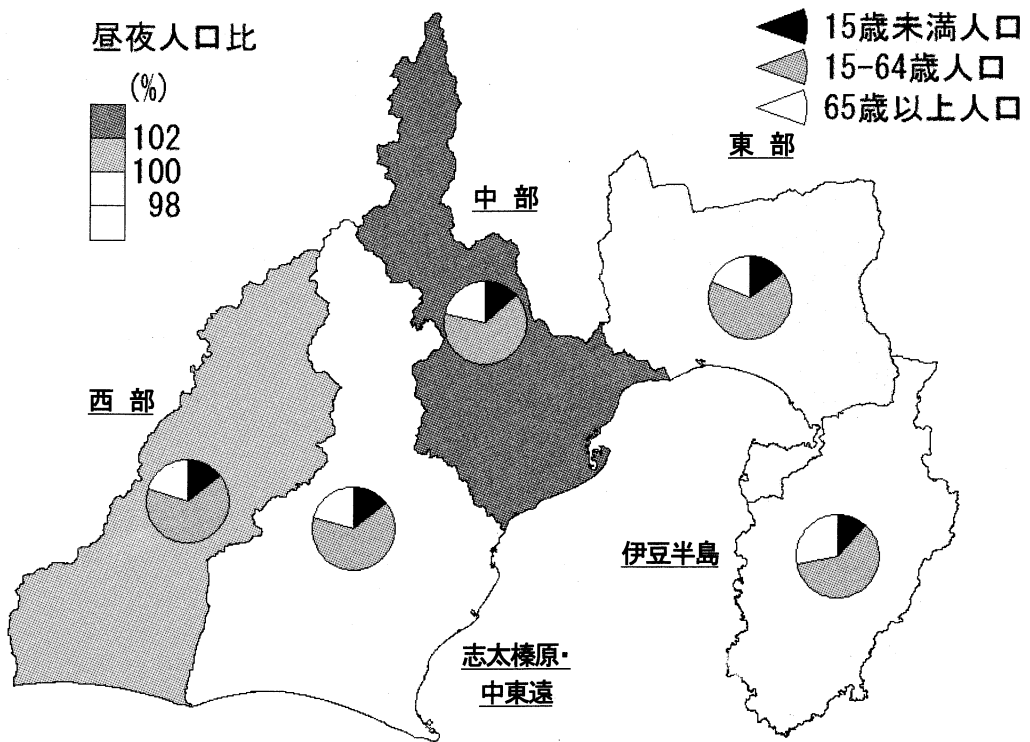 昼夜人口比
(%)
102
100
98
15歳未満人口
15-64歳人口
65歳以上人口
東部
中部
西部
伊豆半島
志太榛原・
中東遠